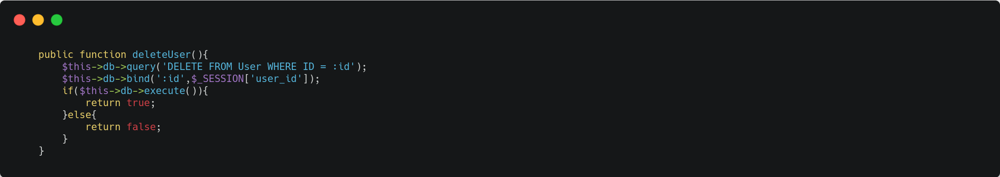 public function deleteUser(){
    $this->db->query('DELETE FROM User WHERE ID = :id');
    $this->db->bind(':id',$_SESSION['user_id']);
    if($this->db->execute()){
        return true;
    }else{
        return false;
    }
}